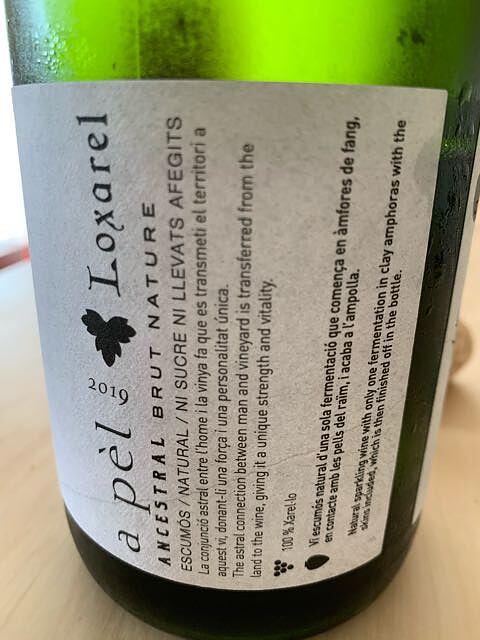 a pèl Loxarel
2019
ANCESTRAL BRUT NATURE
ESCUMÓS / NATURAL / NI SUCRE NI LLEVATS AFEGITS
La conjunció astral entre l'home i la vinya fa que es transmeti el territori a
aquest vi, donant-li una força i una personalitat única.
The astral connection between man and vineyard is transferred from the
land to the wine, giving it a unique strength and vitality.
100% Xarel·lo
Vi escumós natural d'una sola fermentació que comença en àmfores de fang,
en contacte amb les pells del raïm, i acaba a l'ampolla.
Natural sparkling wine with only one fermentation in clay amphoras with the
skins included, which is then finished off in the bottle.